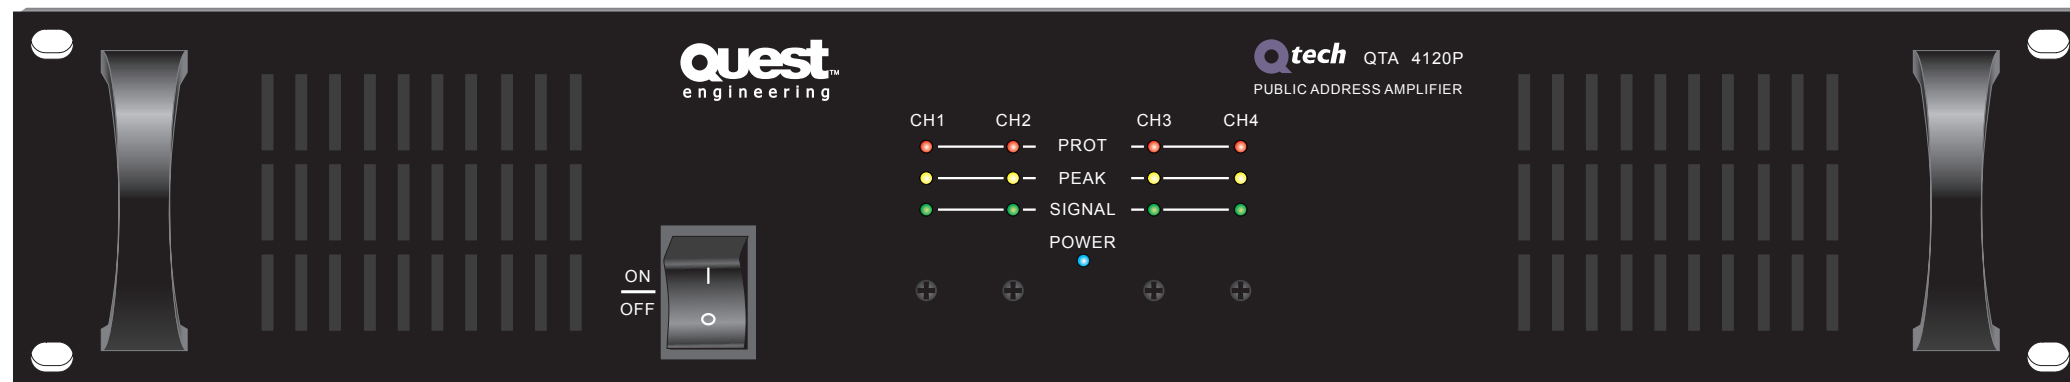 Quest™
engineering
Qtech QTA 4120P
PUBLIC ADDRESS AMPLIFIER
CH1 CH2 CH3 CH4
PROT
PEAK
SIGNAL
POWER
ON
OFF
I
O